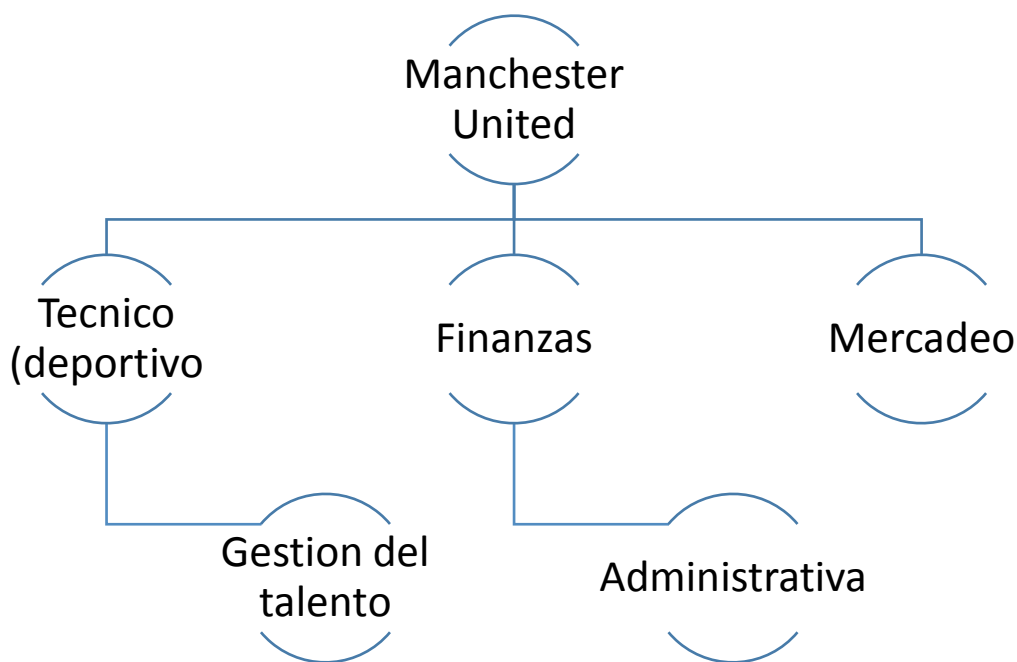 Manchester
United
Tecnico
(deportivo
Finanzas
Mercadeo
Gestion del
talento
Administrativa